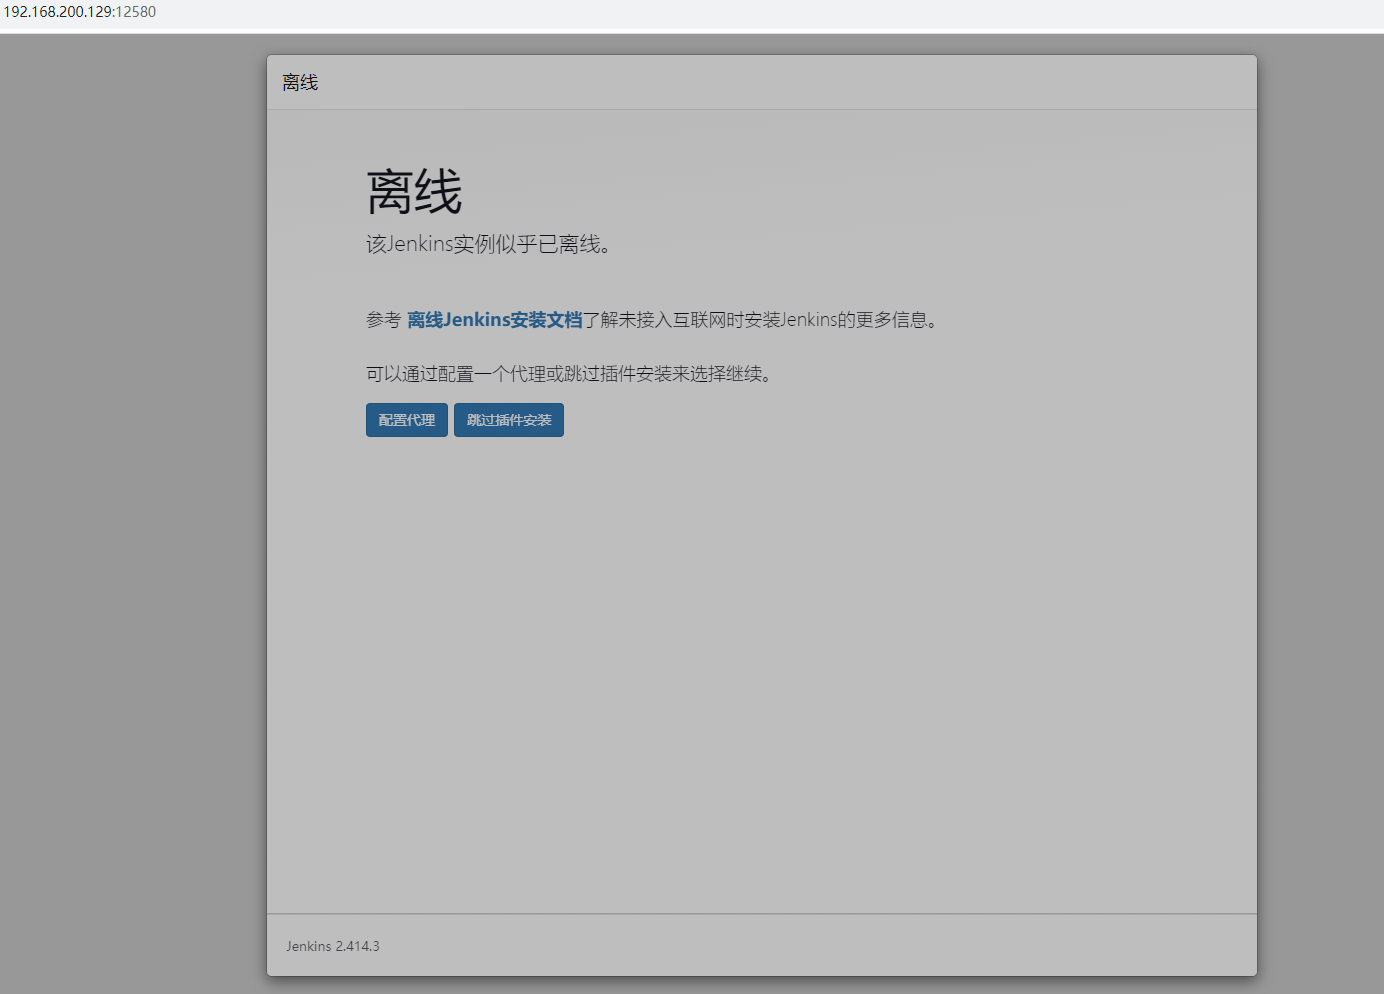 192.168.200.129:12580
离线
离线
该Jenkins实例似乎已离线。
参考 离线Jenkins安装文档了解未接入互联网时安装Jenkins的更多信息。
可以通过配置一个代理或跳过插件安装来选择继续。
配置代理 跳过插件安装
Jenkins 2.414.3